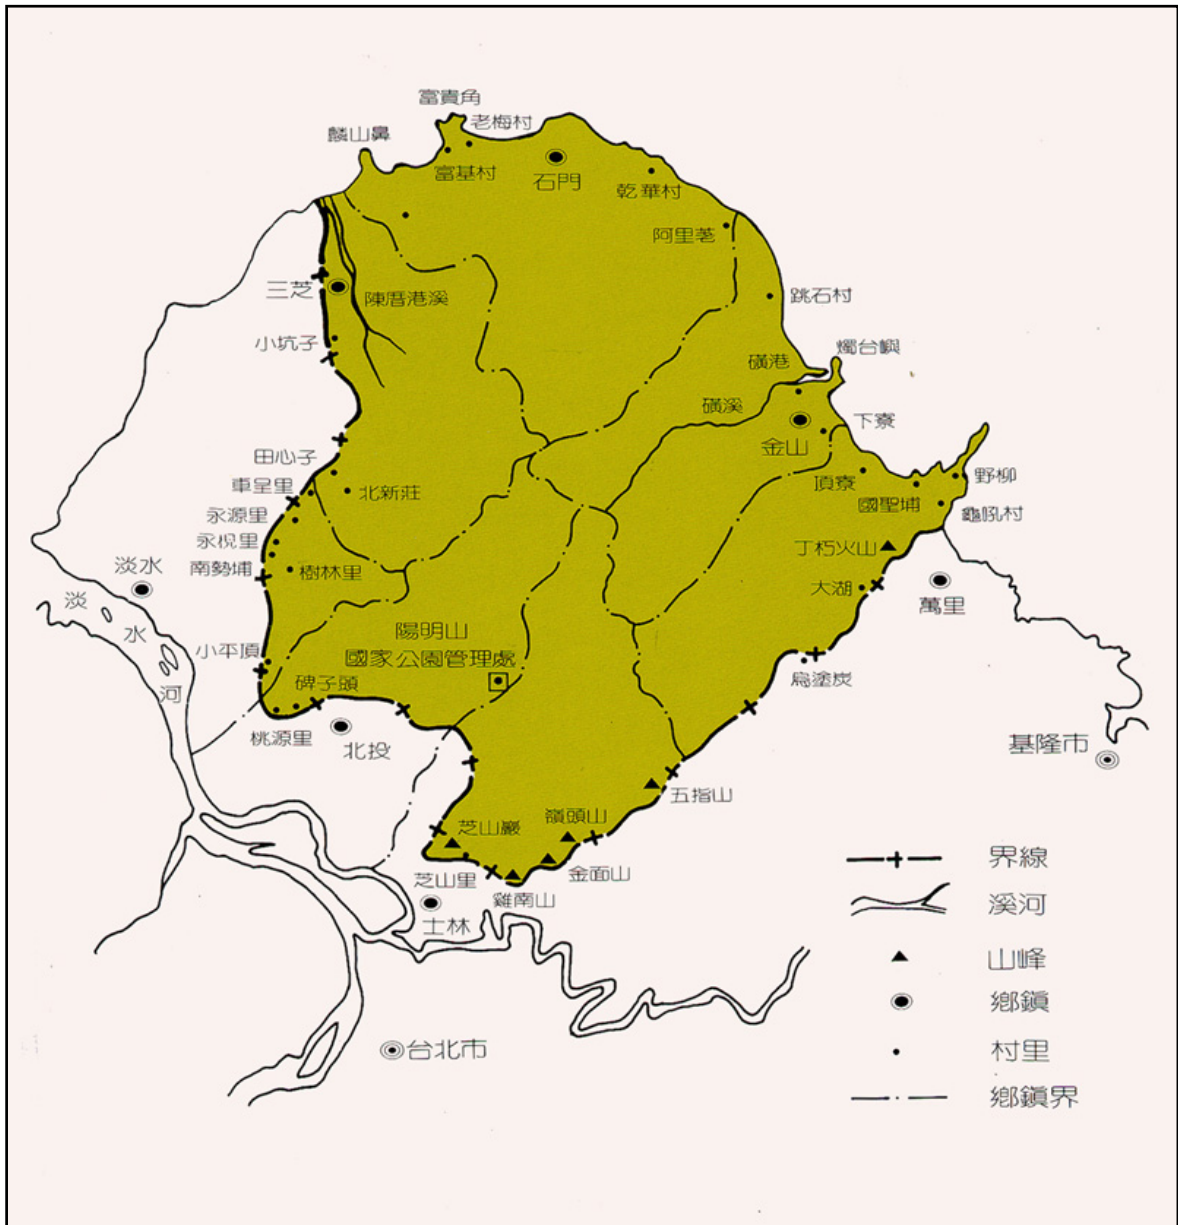 富貴角
老梅村
麟山鼻
富基村
石門
乾華村
阿里荖
三芝
陳厝港溪
跳石村
小坑子
磺港
燭台嶼
磺溪
金山
下寮
田心子
車埕里
北新莊
頂寮
國聖埔
野柳
龜吼村
永源里
南勢埔
樹林里
丁朽火山
大湖
萬里
淡水
淡
水
河
小平頂
陽明山
國家公園管理處
碑子頭
烏塗炭
桃源里
北投
基隆市
五指山
嶺頭山
芝山巖
金面山
芝山里
雞南山
士林
台北市
界線
溪河
山峰
鄉鎮
村里
鄉鎮界